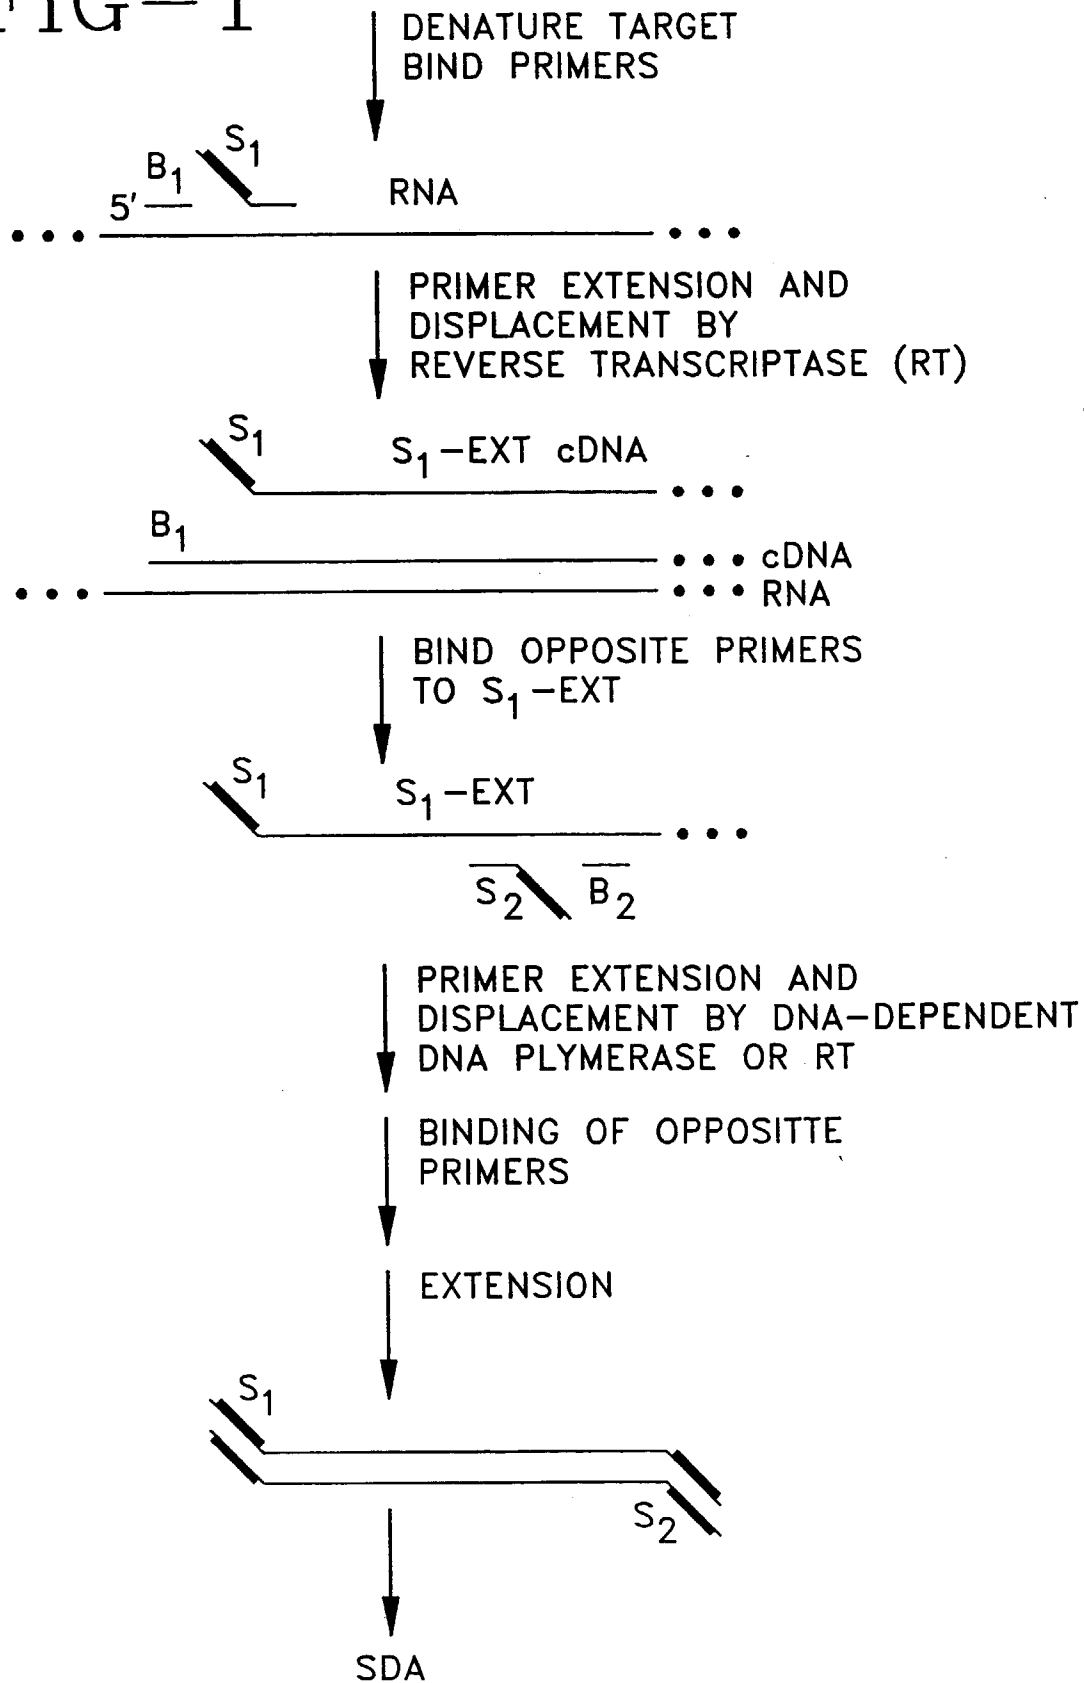 FIG-1
DENATURE TARGET
BIND PRIMERS
S1
B1
5'
RNA
PRIMER EXTENSION AND
DISPLACEMENT BY
REVERSE TRANSCRIPTASE (RT)
S1
S1-EXT cDNA
B1
cDNA
RNA
BIND OPPOSITE PRIMERS
TO S1-EXT
S1
S1-EXT
S2
B2
PRIMER EXTENSION AND
DISPLACEMENT BY DNA-DEPENDENT
DNA PLYMERASE OR RT
BINDING OF OPPOSITTE
PRIMERS
EXTENSION
S1
S2
SDA